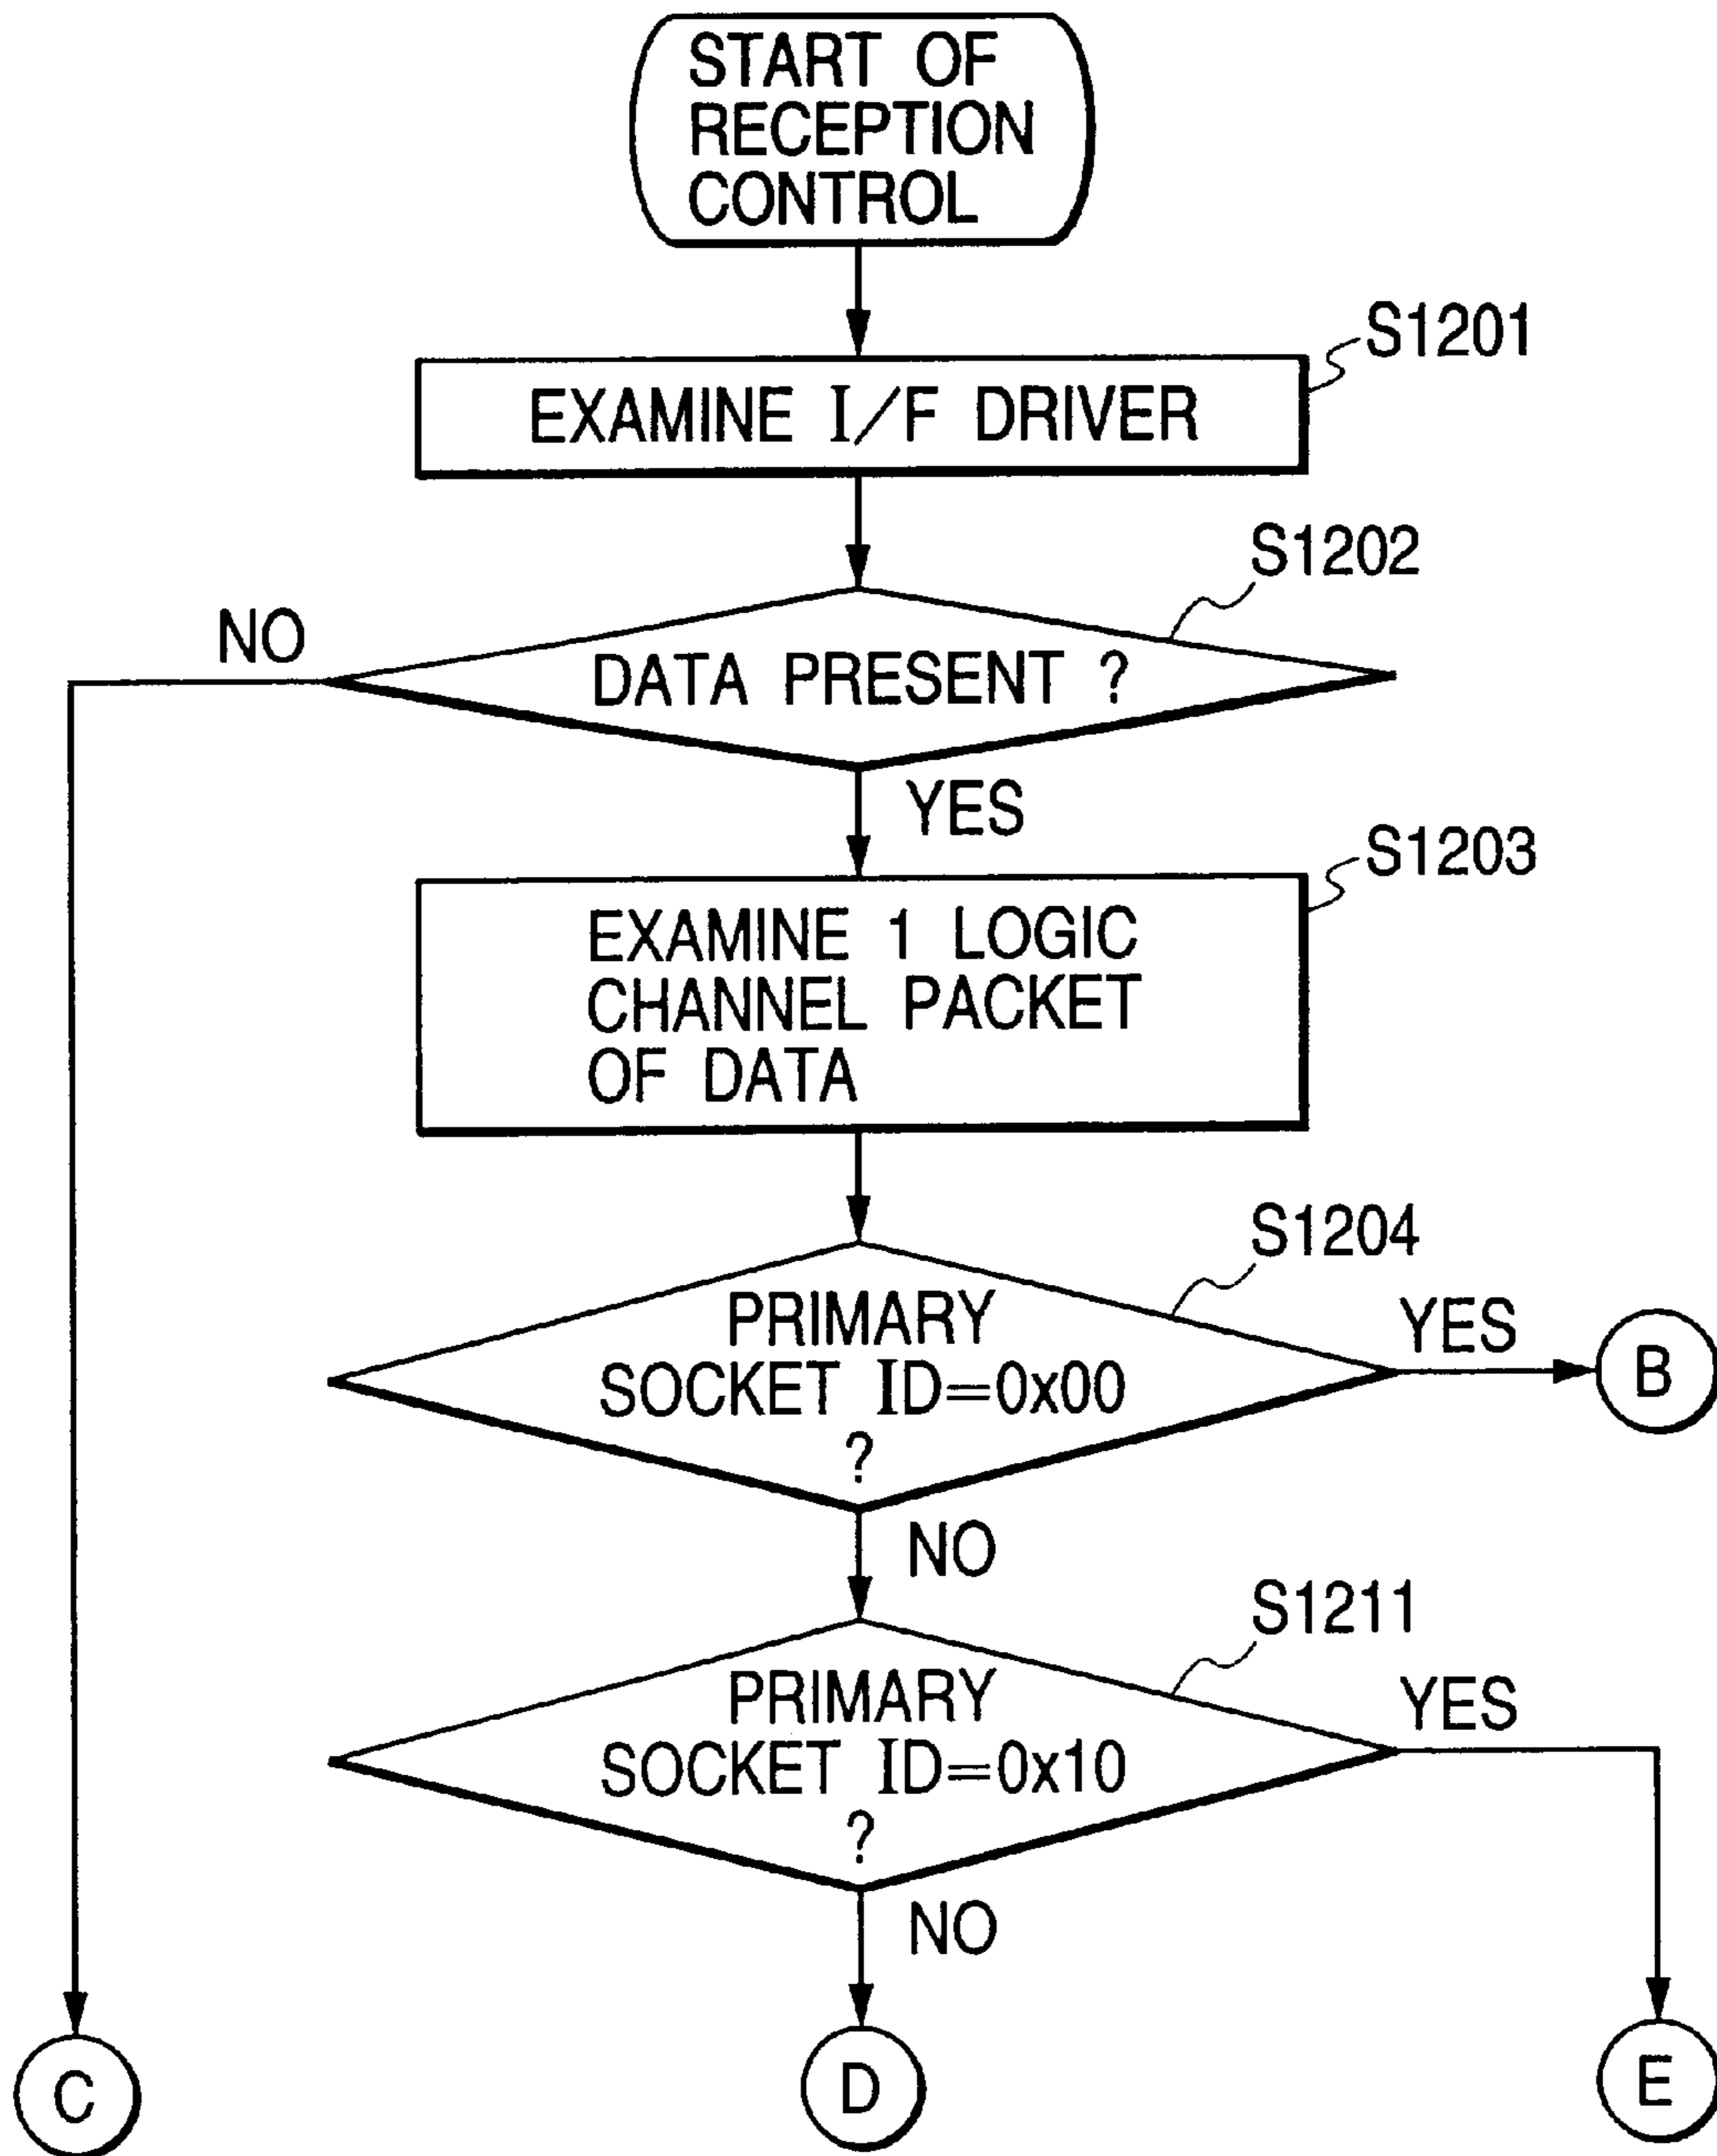 START OF
RECEPTION
CONTROL
S1201
EXAMINE I/F DRIVER
S1202
NO
DATA PRESENT ?
YES
S1203
EXAMINE 1 LOGIC
CHANNEL PACKET
OF DATA
S1204
PRIMARY
SOCKET ID=0x00
?
YES
B
NO
S1211
PRIMARY
SOCKET ID=0x10
?
YES
NO
C
D
E